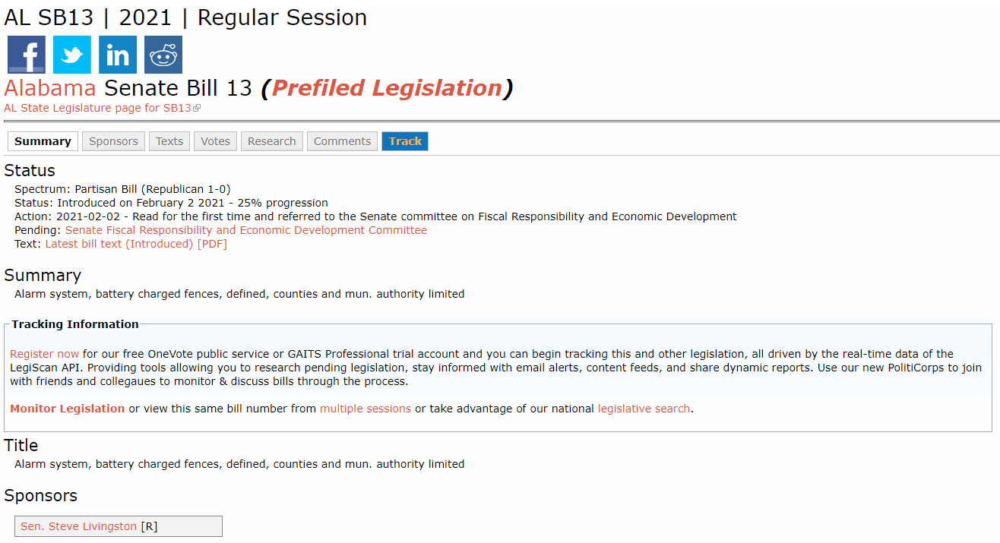 AL SB13 | 2021 | Regular Session
f in
Alabama Senate Bill 13 (Prefiled Legislation)
AL State Legislature page for SB13
Summary Sponsors Texts Votes Research Comments Track
Status
Spectrum: Partisan Bill (Republican 1-0)
Status: Introduced on February 2 2021 - 25% progression
Action: 2021-02-02 - Read for the first time and referred to the Senate committee on Fiscal Responsibility and Economic Development
Pending: Senate Fiscal Responsibility and Economic Development Committee
Text: Latest bill text (Introduced) [PDF]
Summary
Alarm system, battery charged fences, defined, counties and mun. authority limited
Tracking Information
Register now for our free OneVote public service or GAITS Professional trial account and you can begin tracking this and other legislation, all driven by the real-time data of the
LegiScan API. Providing tools allowing you to research pending legislation, stay informed with email alerts, content feeds, and share dynamic reports. Use our new PolitiCorps to join
with friends and collegaues to monitor & discuss bills through the process.
Monitor Legislation or view this same bill number from multiple sessions or take advantage of our national legislative search.
Title
Alarm system, battery charged fences, defined, counties and mun. authority limited
Sponsors
Sen. Steve Livingston [R]